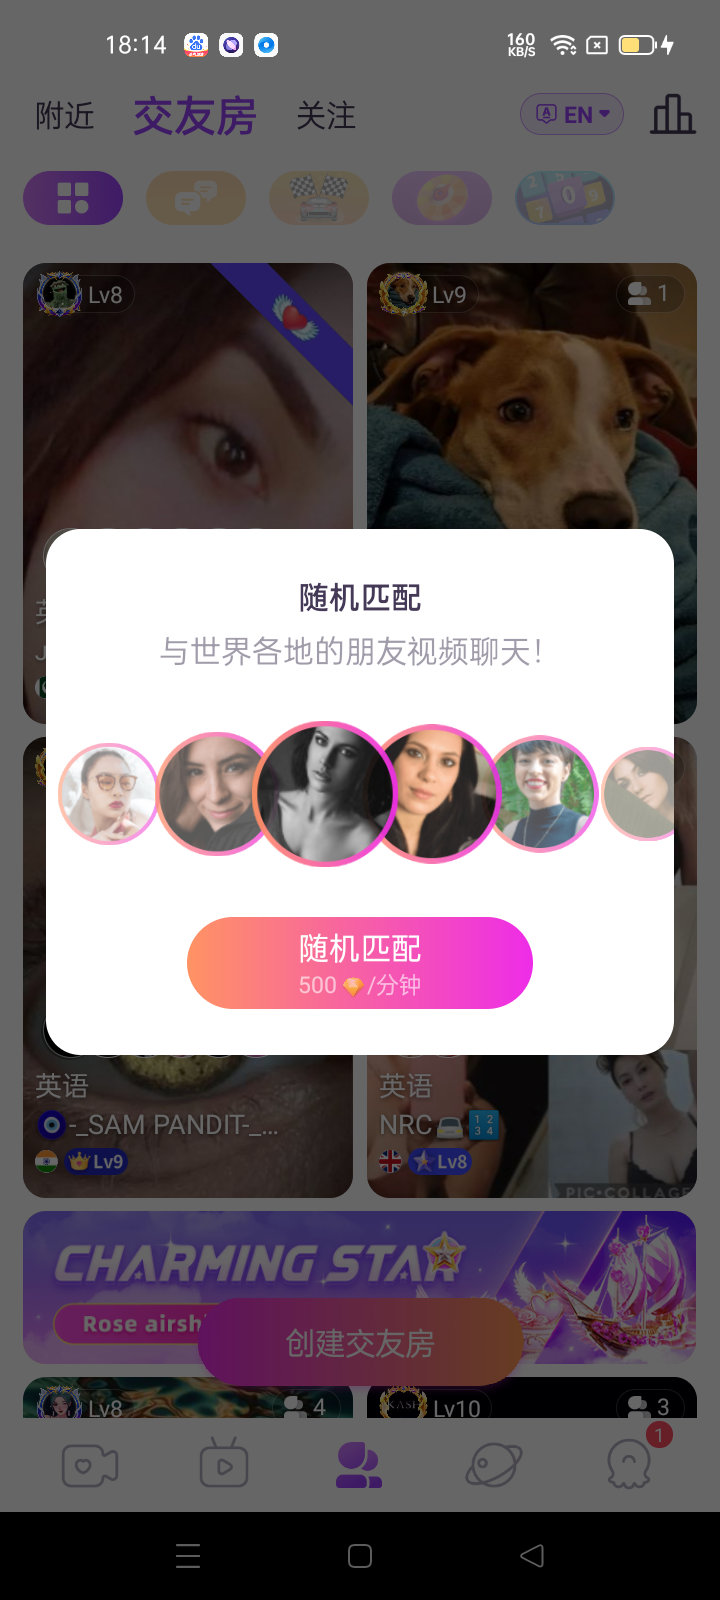 18:14
160
KB/S
附近 交友房 关注 EN
Lv8
Lv9 1
英
J
随机匹配
与世界各地的朋友视频聊天!
随机匹配
500 /分钟
英语
-_SAM PANDIT-_...
Lv9
英语
NRC
Lv8
PIC•COLLAGE
CHARMING STAR
Rose airshi
创建交友房
Lv8 4
KASH
Lv10 3
1